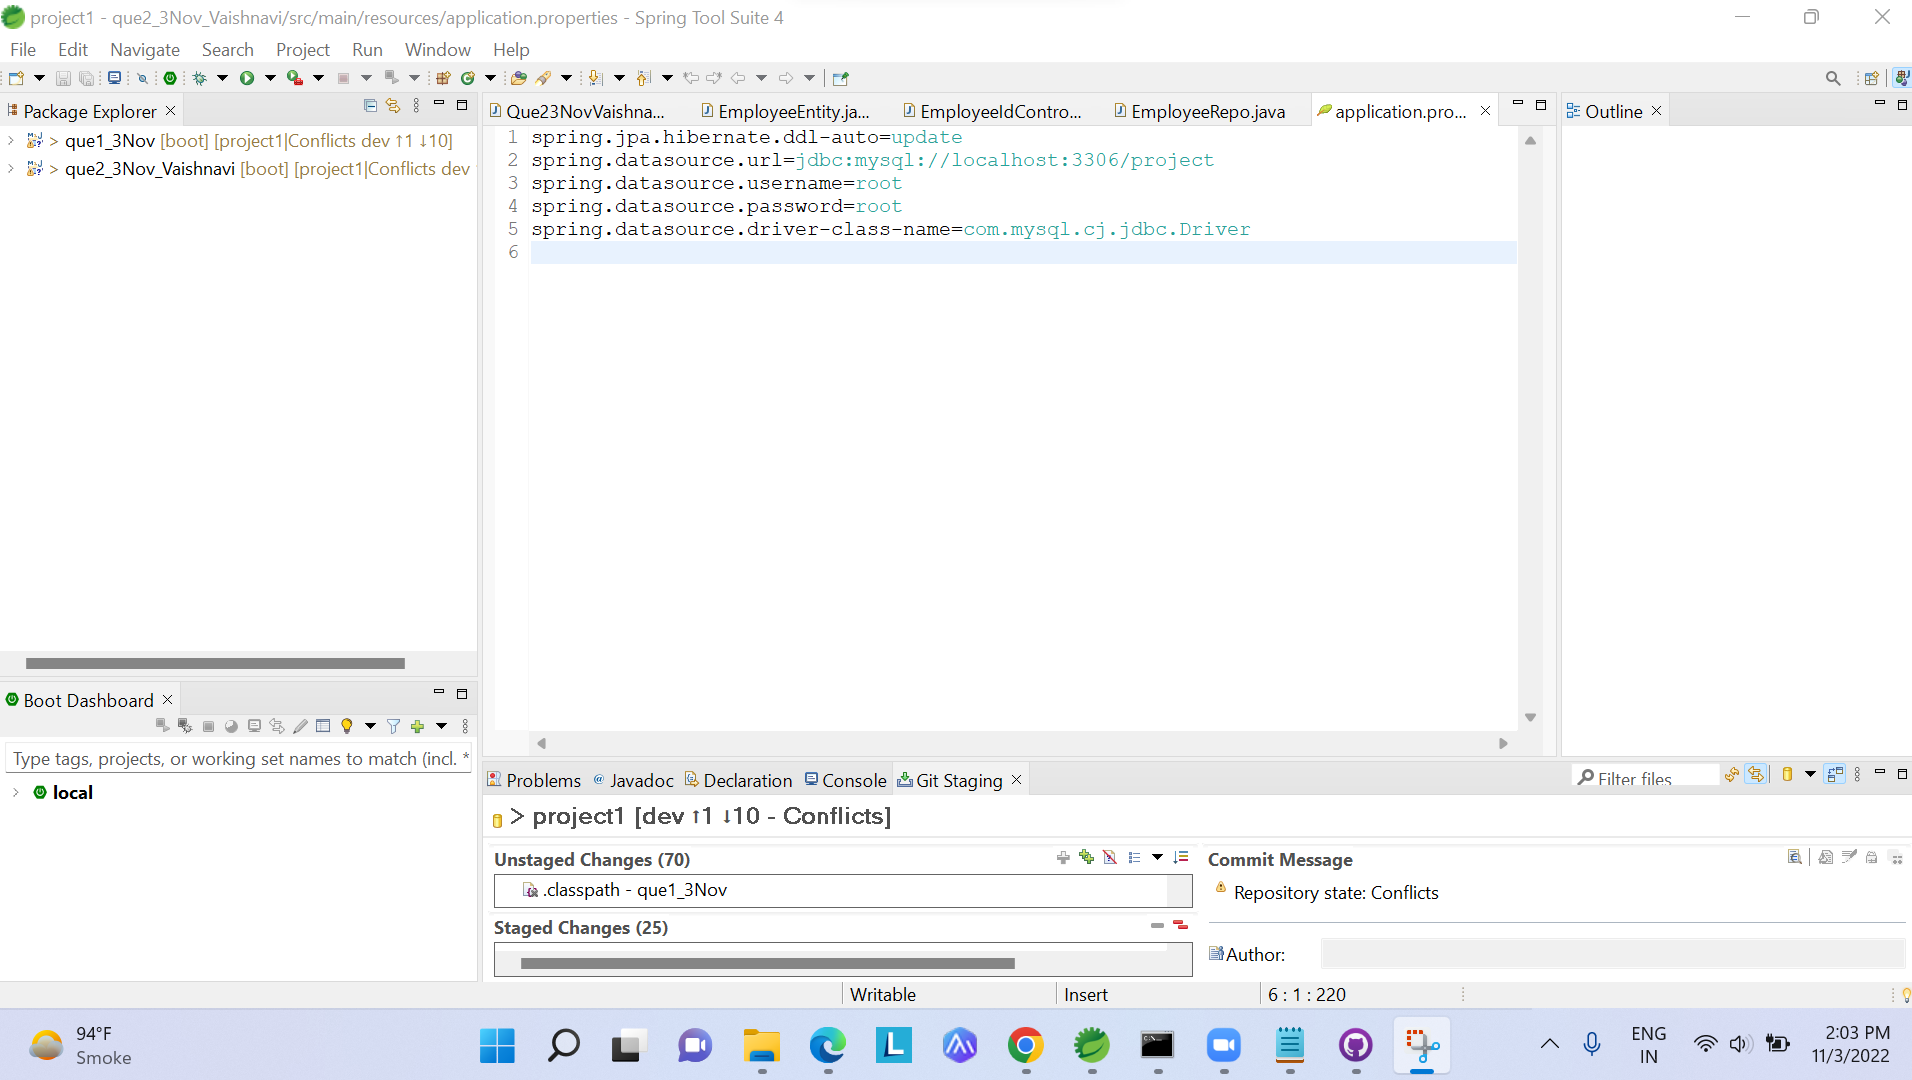 project1 - que2_3Nov_Vaishnavi/src/main/resources/application.properties - Spring Tool Suite 4
File Edit Navigate Search Project Run Window Help
Package Explorer
> que1_3Nov [boot] [project1|Conflicts dev ↑1 ↓10]
> que2_3Nov_Vaishnavi [boot] [project1|Conflicts dev
Que23NovVaishna... EmployeeEntity.ja... EmployeeIdContro... EmployeeRepo.java application.pro...
1 spring.jpa.hibernate.ddl-auto=update
2 spring.datasource.url=jdbc:mysql://localhost:3306/project
3 spring.datasource.username=root
4 spring.datasource.password=root
5 spring.datasource.driver-class-name=com.mysql.cj.jdbc.Driver
6
Outline
Boot Dashboard
Type tags, projects, or working set names to match (incl. *
local
Problems Javadoc Declaration Console Git Staging
Filter files
> project1 [dev ↑1 ↓10 - Conflicts]
Unstaged Changes (70)
.classpath - que1_3Nov
Staged Changes (25)
Commit Message
Repository state: Conflicts
Author:
Writable Insert 6 : 1 : 220
94°F
Smoke
ENG
IN
2:03 PM
11/3/2022